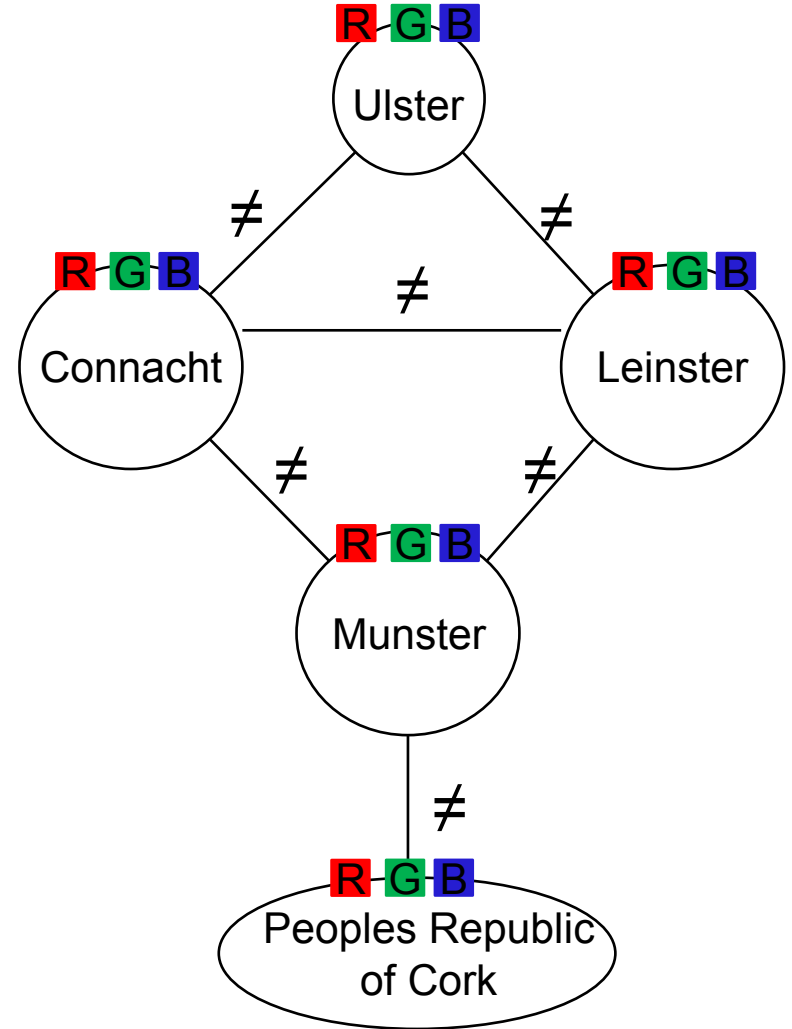 R G B
Ulster
≠
≠
R G B
R G B
≠
Connacht
Leinster
≠
≠
R G B
Munster
≠
R G B
Peoples Republic
of Cork